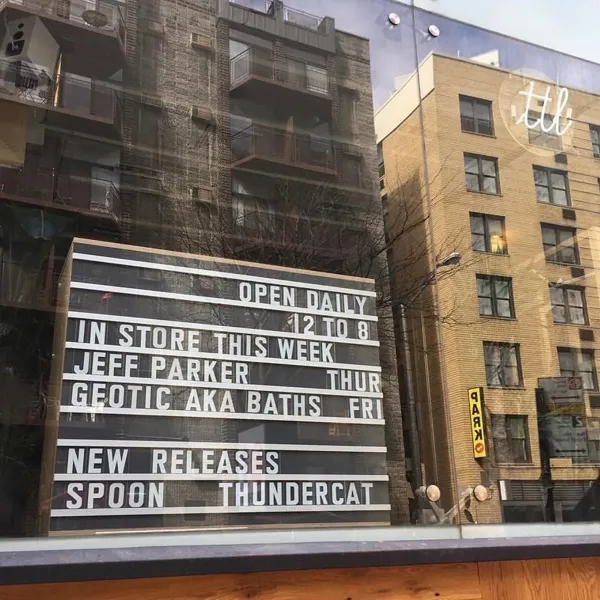 ttl
OPEN DAILY
12 TO 8
IN STORE THIS WEEK
JEFF PARKER THUR
GEOTIC AKA BATHS FRI
NEW RELEASES
SPOON THUNDERCAT
PARK